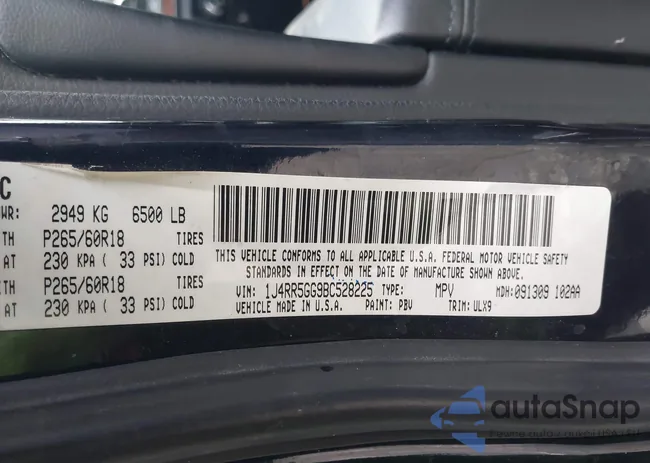 C
WR: 2949 KG 6500 LB
TH P265/60R18 TIRES
AT 230 KPA ( 33 PSI) COLD
TH P265/60R18 TIRES
AT 230 KPA ( 33 PSI) COLD
THIS VEHICLE CONFORMS TO ALL APPLICABLE U.S.A. FEDERAL MOTOR VEHICLE SAFETY
STANDARDS IN EFFECT ON THE DATE OF MANUFACTURE SHOWN ABOVE.
VIN: 1J4RR5GG9BC528225 TYPE: MPV MDH:091309 102AA
VEHICLE MADE IN U.S.A. PAINT: PBV TRIM: ULX9
autaSnap